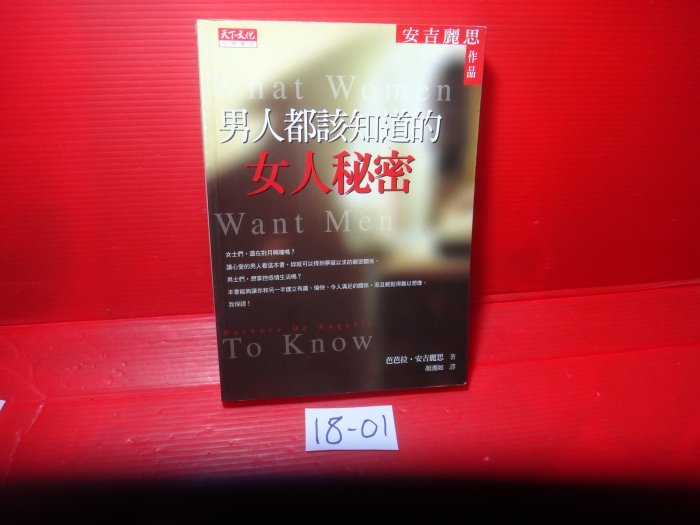 天下文化
安吉麗思
作品
What Women
男人都該知道的
女人秘密
Want Men
女士們，還在對月興嘆嗎？
讓心愛的男人看這本書，妳就可以得到夢寐以求的親密關係。
男士們，想掌控感情生活嗎？
本書能夠讓你和另一半建立有趣、愉快、令人滿足的關係，而且輕鬆得難以想像。
我保證！
Barbara De Angelis
To Know
芭芭拉・安吉麗思 著
譯
18-01